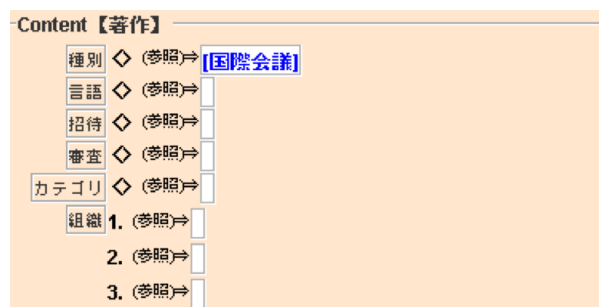 Content【著作】
種別 ◇ (参照)⇒[国際会議]
言語 ◇ (参照)⇒
招待 ◇ (参照)⇒
審査 ◇ (参照)⇒
カテゴリ ◇ (参照)⇒
組織 1. (参照)⇒
2. (参照)⇒
3. (参照)⇒